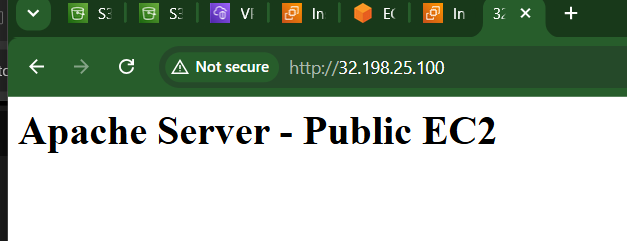 S3 S3 VI In EC In 32
Not secure http://32.198.25.100
Apache Server - Public EC2